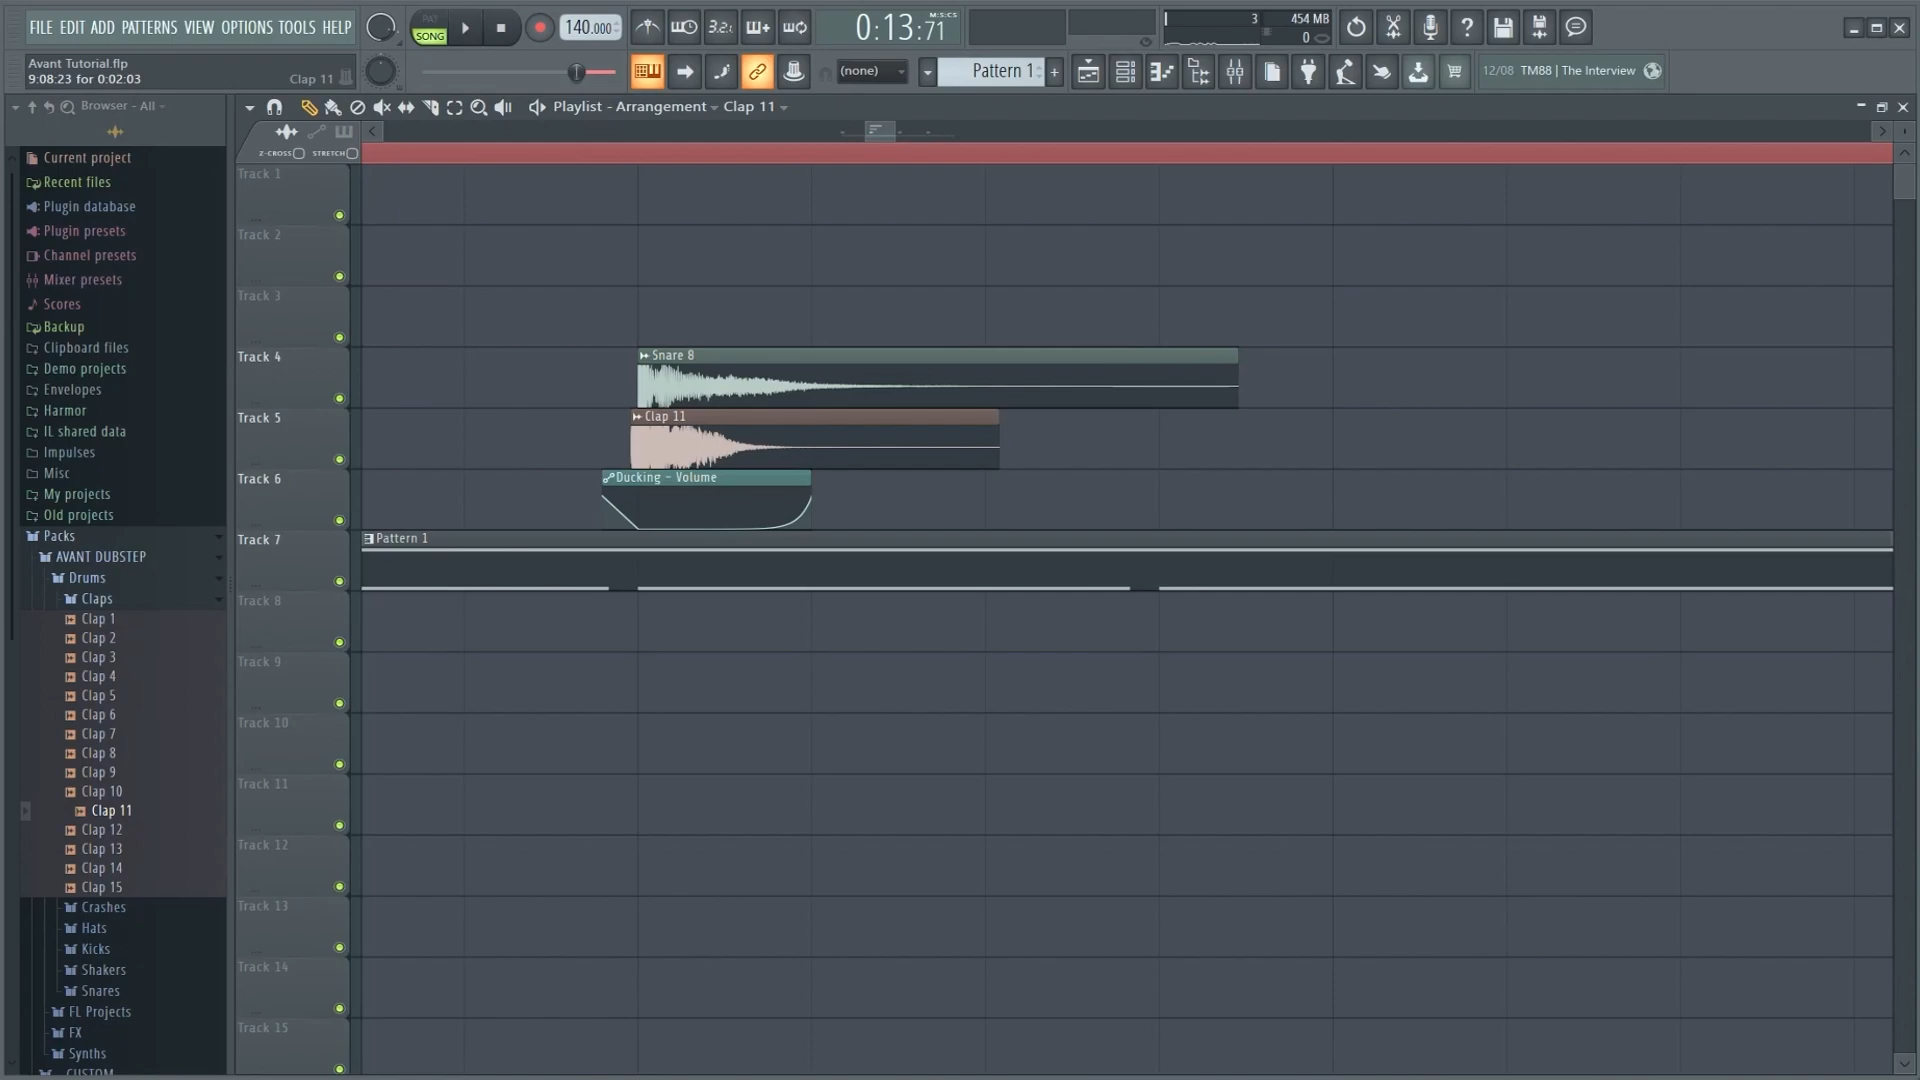 FILE EDIT ADD PATTERNS VIEW OPTIONS TOOLS HELP
PAT
SONG
140.000
3.2.
0:13:71
M:S:CS
3
454 MB
0
Avant Tutorial.flp
9:08:23 for 0:02:03
Clap 11
(none)
Pattern 1
12/08 TM88 | The Interview
Browser - All
Playlist - Arrangement
Clap 11
Z-CROSS
STRETCH
Current project
Recent files
Plugin database
Plugin presets
Channel presets
Mixer presets
Scores
Backup
Clipboard files
Demo projects
Envelopes
Harmor
IL shared data
Impulses
Misc
My projects
Old projects
Packs
AVANT DUBSTEP
Drums
Claps
Clap 1
Clap 2
Clap 3
Clap 4
Clap 5
Clap 6
Clap 7
Clap 8
Clap 9
Clap 10
Clap 11
Clap 12
Clap 13
Clap 14
Clap 15
Crashes
Hats
Kicks
Shakers
Snares
FL Projects
FX
Synths
CUSTOM
Track 1
Track 2
Track 3
Track 4
Snare 8
Track 5
Clap 11
Track 6
Ducking - Volume
Track 7
Pattern 1
Track 8
Track 9
Track 10
Track 11
Track 12
Track 13
Track 14
Track 15